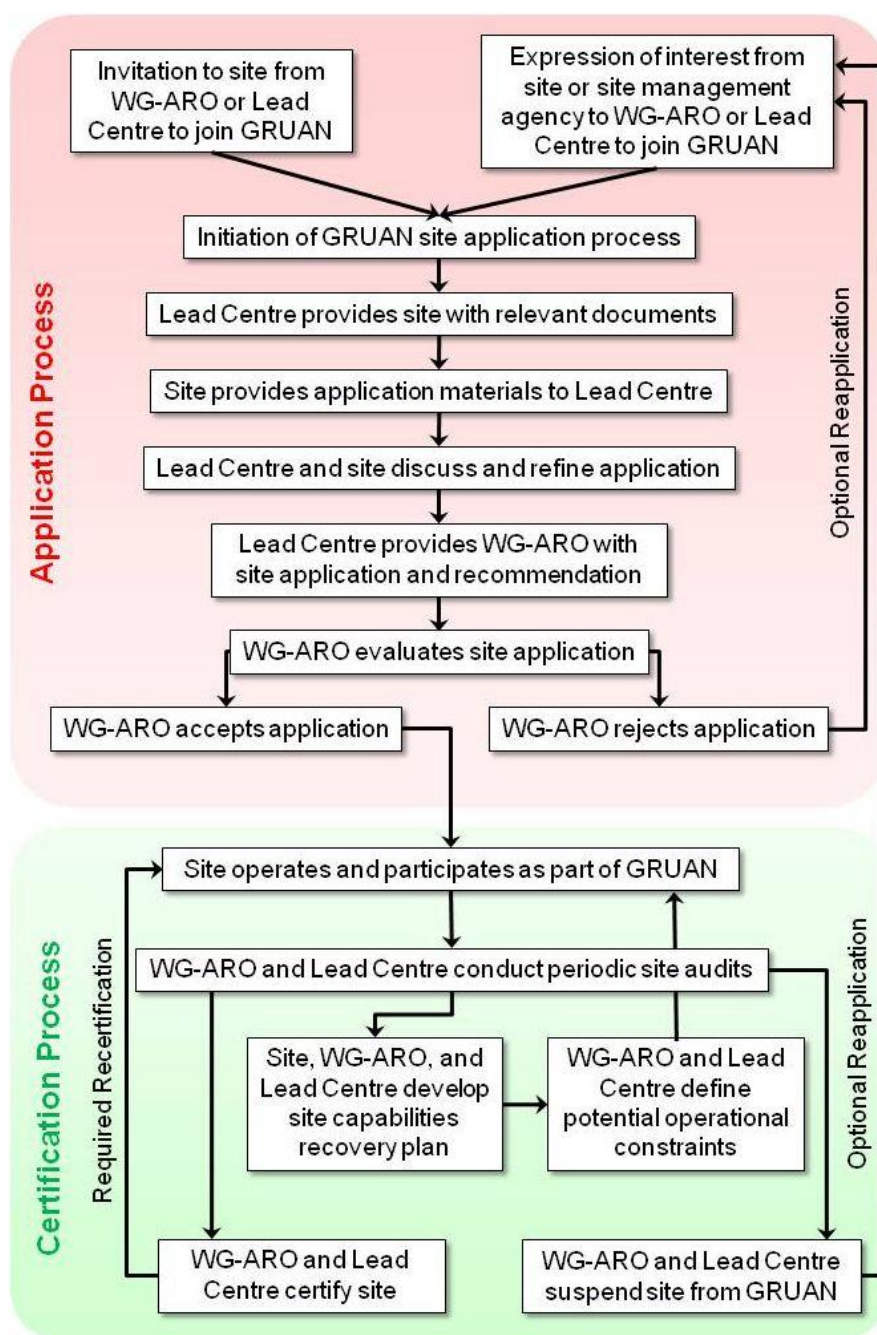 Invitation to site from
WG-ARO or Lead
Centre to join GRUAN
Expression of interest from
site or site management
agency to WG-ARO or Lead
Centre to join GRUAN
Initiation of GRUAN site application process
Lead Centre provides site with relevant documents
Site provides application materials to Lead Centre
Lead Centre and site discuss and refine application
Lead Centre provides WG-ARO with
site application and recommendation
WG-ARO evaluates site application
WG-ARO accepts application
WG-ARO rejects application
Application Process
Optional Reapplication
Site operates and participates as part of GRUAN
WG-ARO and Lead Centre conduct periodic site audits
Site, WG-ARO, and
Lead Centre develop
site capabilities
recovery plan
WG-ARO and Lead
Centre define
potential operational
constraints
WG-ARO and Lead
Centre certify site
WG-ARO and Lead Centre
suspend site from GRUAN
Certification Process
Required Recertification
Optional Reapplication